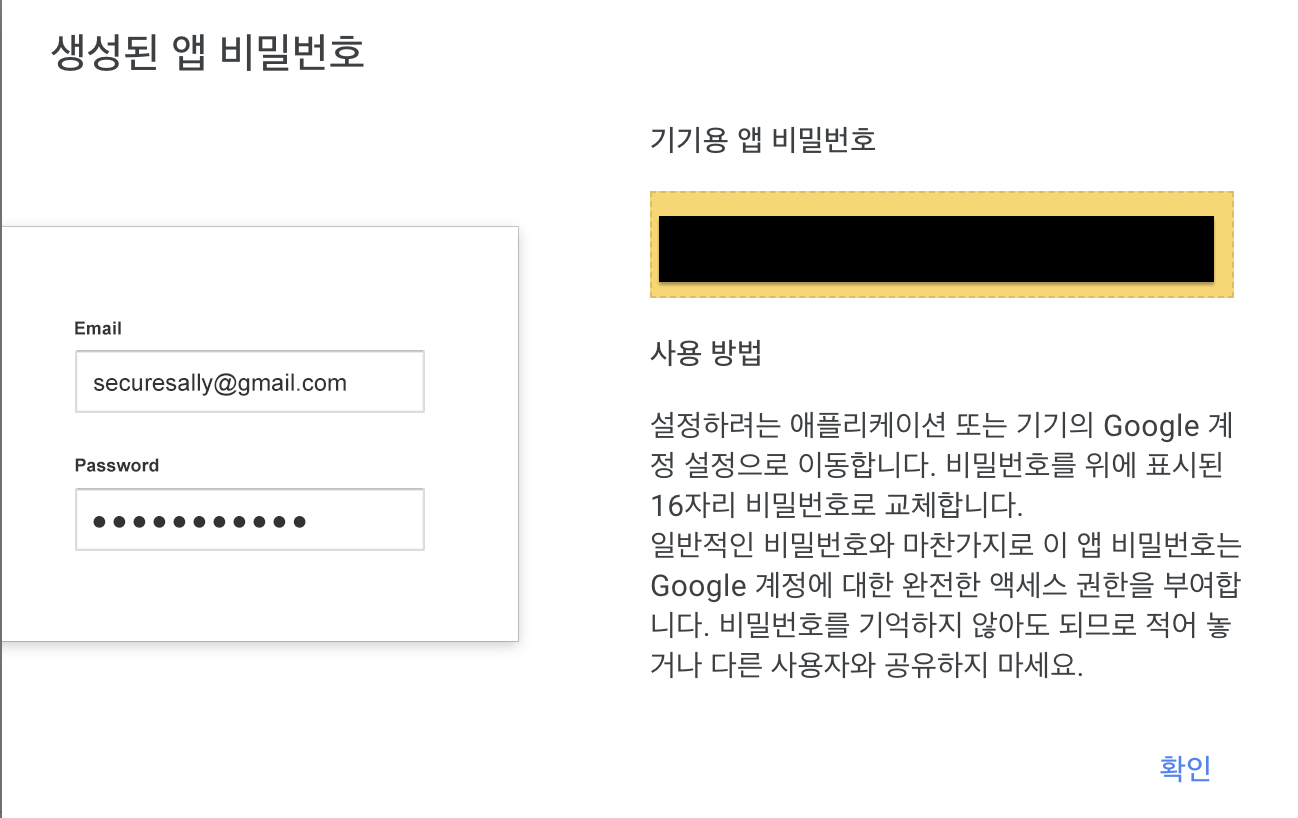 생성된 앱 비밀번호
Email
securesally@gmail.com
Password
기기용 앱 비밀번호
사용 방법
설정하려는 애플리케이션 또는 기기의 Google 계
정 설정으로 이동합니다. 비밀번호를 위에 표시된
16자리 비밀번호로 교체합니다.
일반적인 비밀번호와 마찬가지로 이 앱 비밀번호는
Google 계정에 대한 완전한 액세스 권한을 부여합
니다. 비밀번호를 기억하지 않아도 되므로 적어 놓
거나 다른 사용자와 공유하지 마세요.
확인